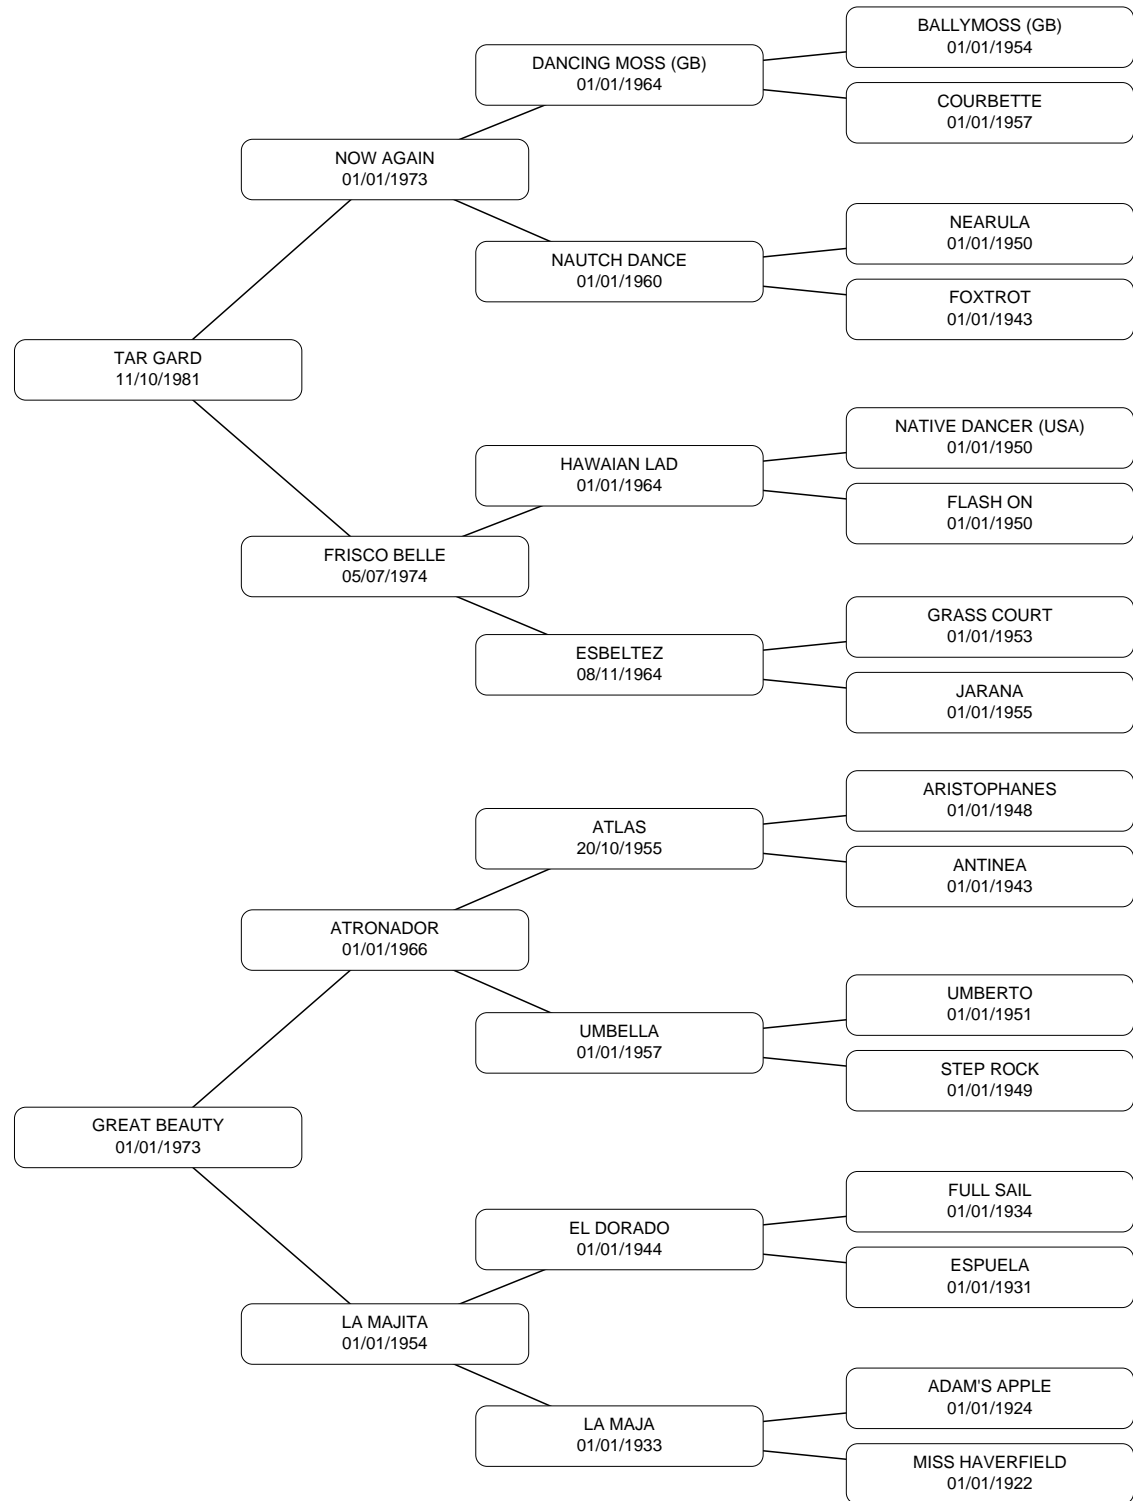 BALLYMOSS (GB)
01/01/1954
DANCING MOSS (GB)
01/01/1964
COURBETTE
01/01/1957
NOW AGAIN
01/01/1973
NEARULA
01/01/1950
NAUTCH DANCE
01/01/1960
FOXTROT
01/01/1943
TAR GARD
11/10/1981
NATIVE DANCER (USA)
01/01/1950
HAWAIAN LAD
01/01/1964
FLASH ON
01/01/1950
FRISCO BELLE
05/07/1974
GRASS COURT
01/01/1953
ESBELTEZ
08/11/1964
JARANA
01/01/1955
ARISTOPHANES
01/01/1948
ATLAS
20/10/1955
ANTINEA
01/01/1943
ATRONADOR
01/01/1966
UMBERTO
01/01/1951
UMBELLA
01/01/1957
STEP ROCK
01/01/1949
GREAT BEAUTY
01/01/1973
FULL SAIL
01/01/1934
EL DORADO
01/01/1944
ESPUELA
01/01/1931
LA MAJITA
01/01/1954
ADAM'S APPLE
01/01/1924
LA MAJA
01/01/1933
MISS HAVERFIELD
01/01/1922